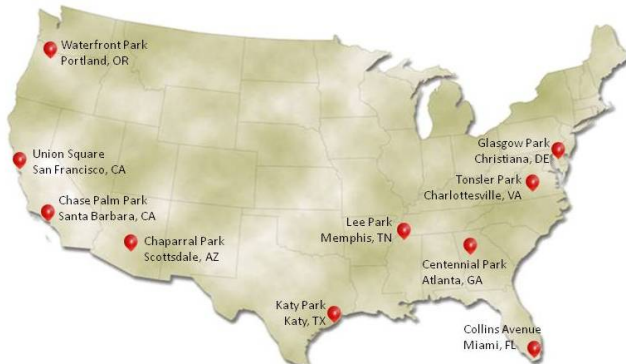 Waterfront Park
Portland, OR
Union Square
San Francisco, CA
Chase Palm Park
Santa Barbara, CA
Chaparral Park
Scottsdale, AZ
Glasgow Park
Christiana, DE
Tonsler Park
Charlottesville, VA
Lee Park
Memphis, TN
Centennial Park
Atlanta, GA
Katy Park
Katy, TX
Collins Avenue
Miami, FL